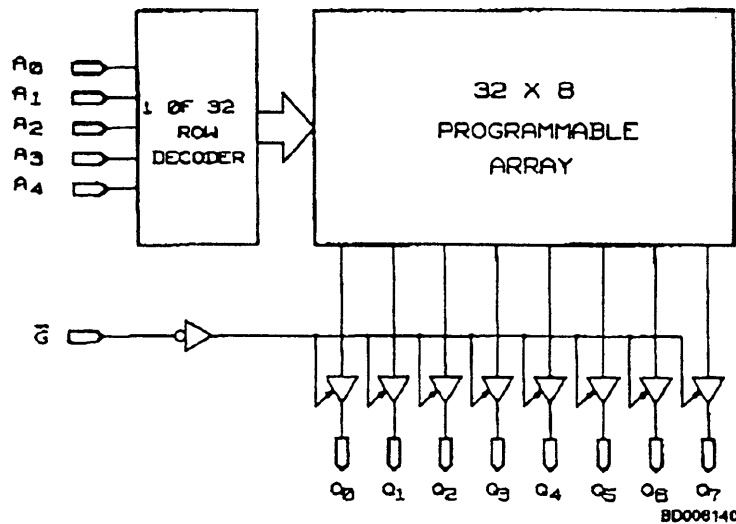 A0
A1
A2
A3
A4
1 OF 32
ROW
DECODER
32 X 8
PROGRAMMABLE
ARRAY
G̅
Q0 Q1 Q2 Q3 Q4 Q5 Q6 Q7
BD006140